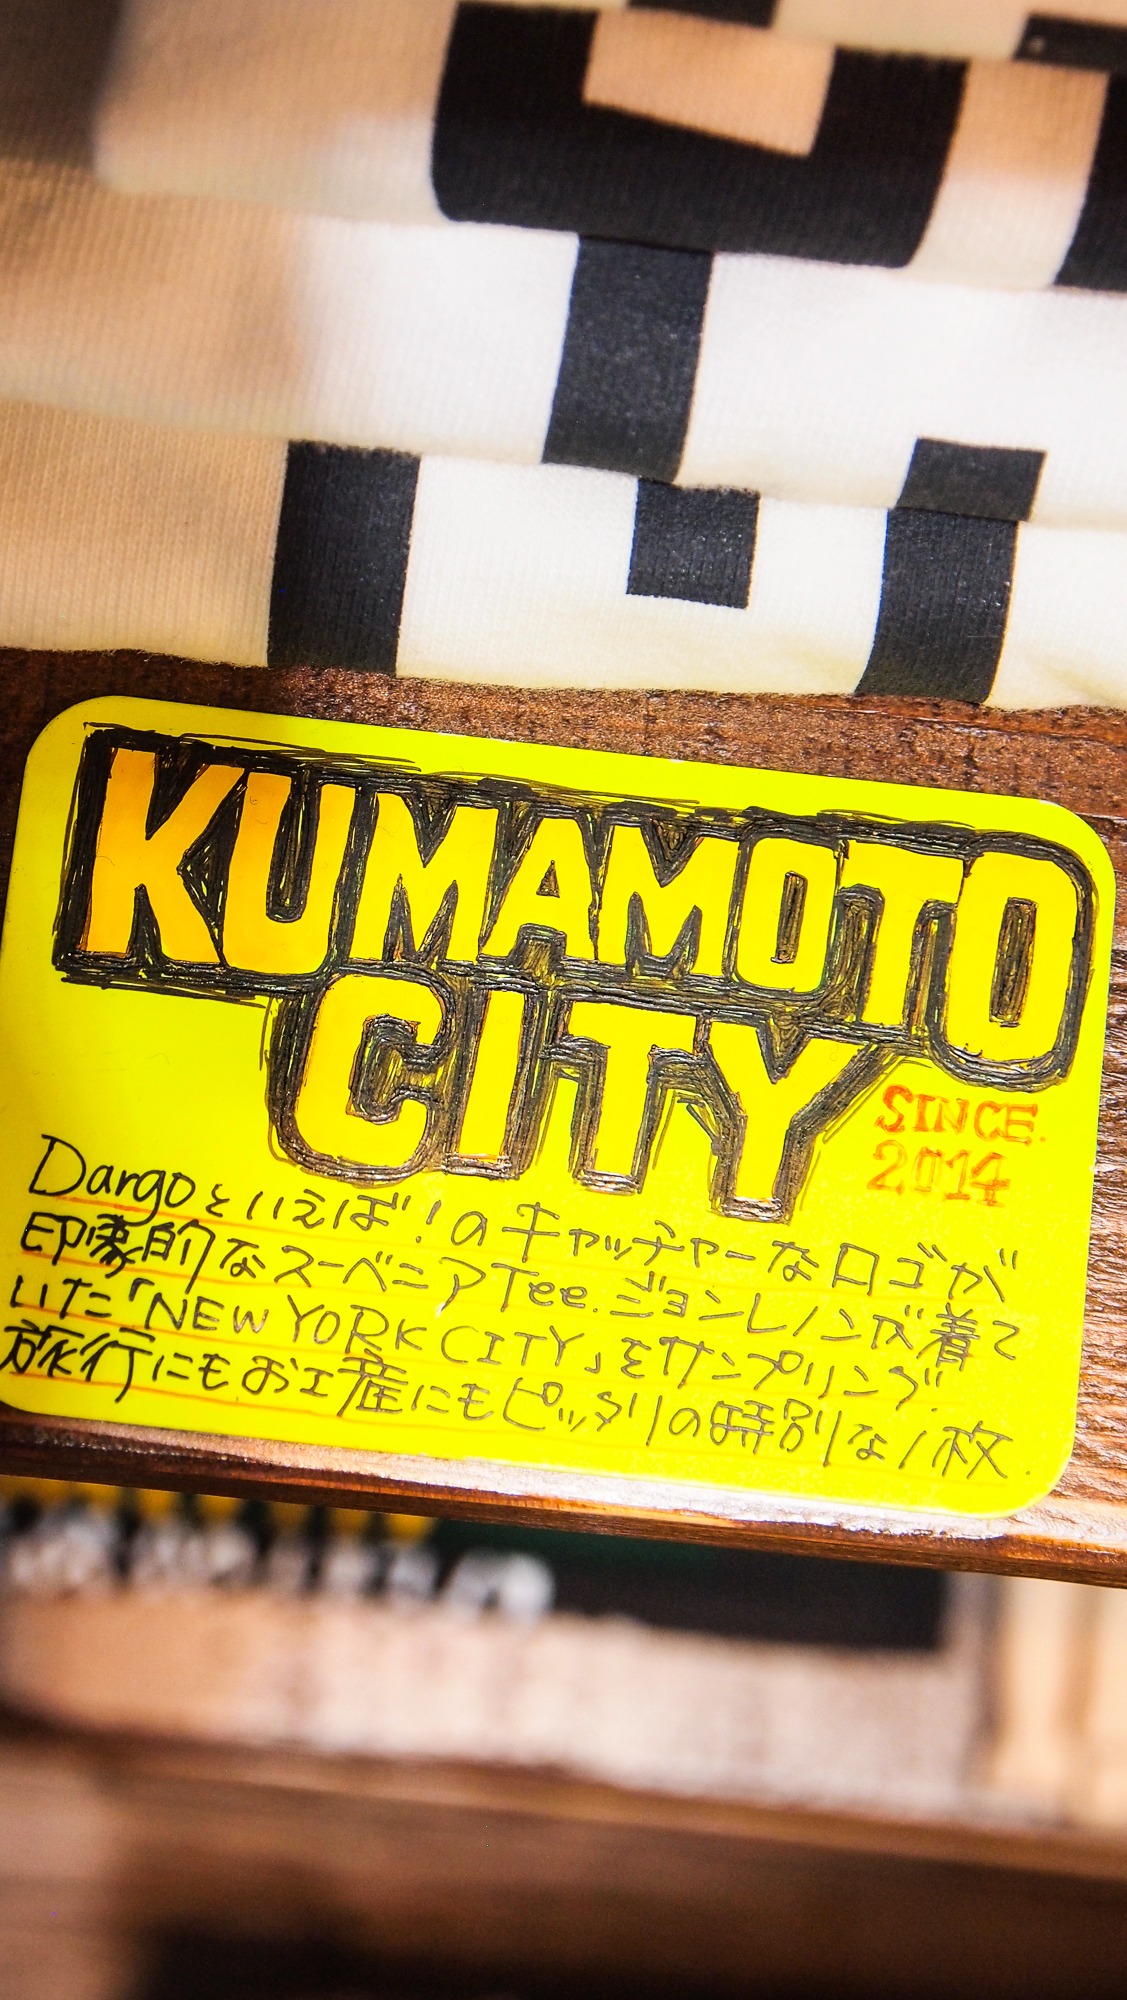 KUMAMOTO
CITY
SINCE.
2014
Dargoといえば!のキャッチャーなロゴが
印象的なスーベニアTee.ジョンレノンが着て
いた「NEW YORK CITY」をサンプリング.
旅行にもお土産にもピッタリの特別な1枚.